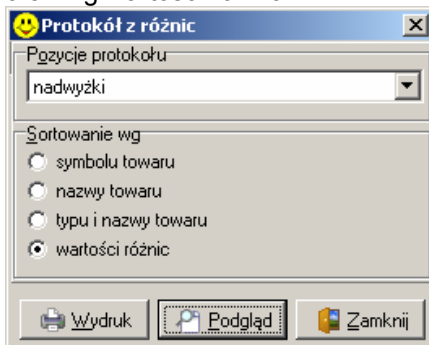 Protokół z różnic
Pozycje protokołu
nadwyżki
Sortowanie wg
symbolu towaru
nazwy towaru
typu i nazwy towaru
wartości różnic
Wydruk Podgląd Zamknij